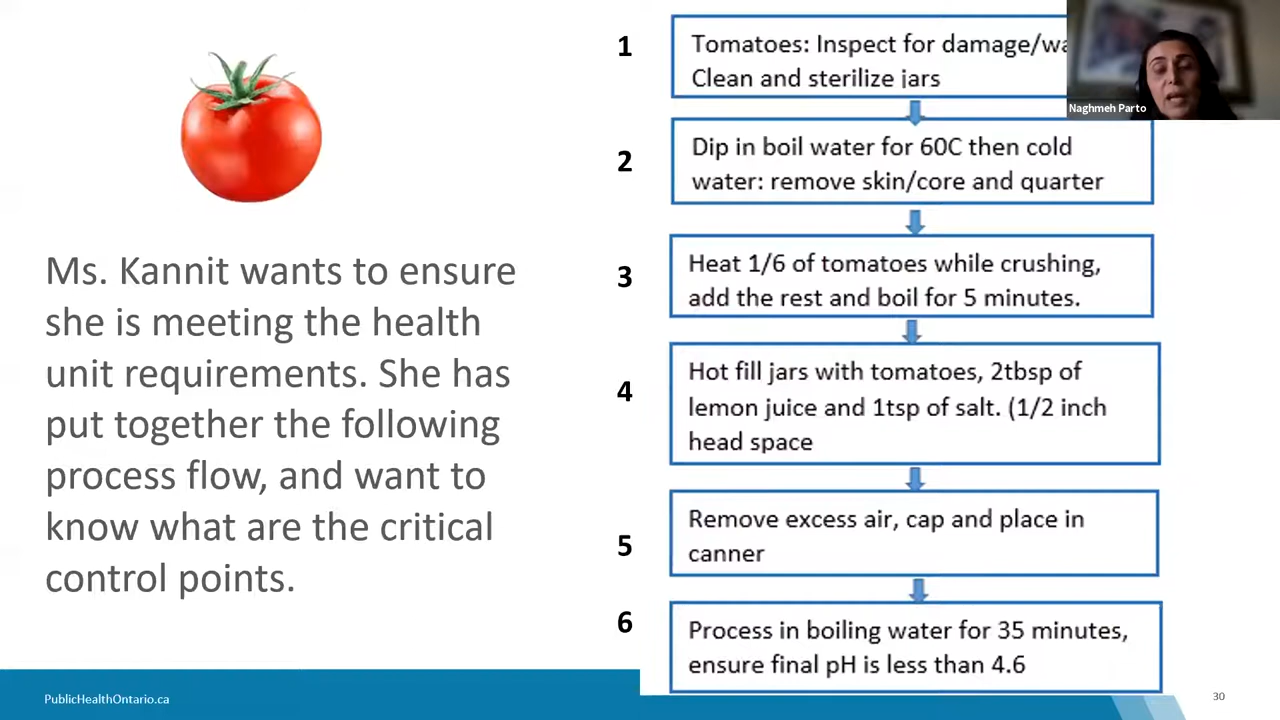 Ms. Kannit wants to ensure
she is meeting the health
unit requirements. She has
put together the following
process flow, and want to
know what are the critical
control points.
1
Tomatoes: Inspect for damage/
Clean and sterilize jars
2
Dip in boil water for 60C then cold
water: remove skin/core and quarter
3
Heat 1/6 of tomatoes while crushing,
add the rest and boil for 5 minutes.
4
Hot fill jars with tomatoes, 2tbsp of
lemon juice and 1tsp of salt. (1/2 inch
head space
5
Remove excess air, cap and place in
canner
6
Process in boiling water for 35 minutes,
ensure final pH is less than 4.6
Naghmeh Parto
PublicHealthOntario.ca
30